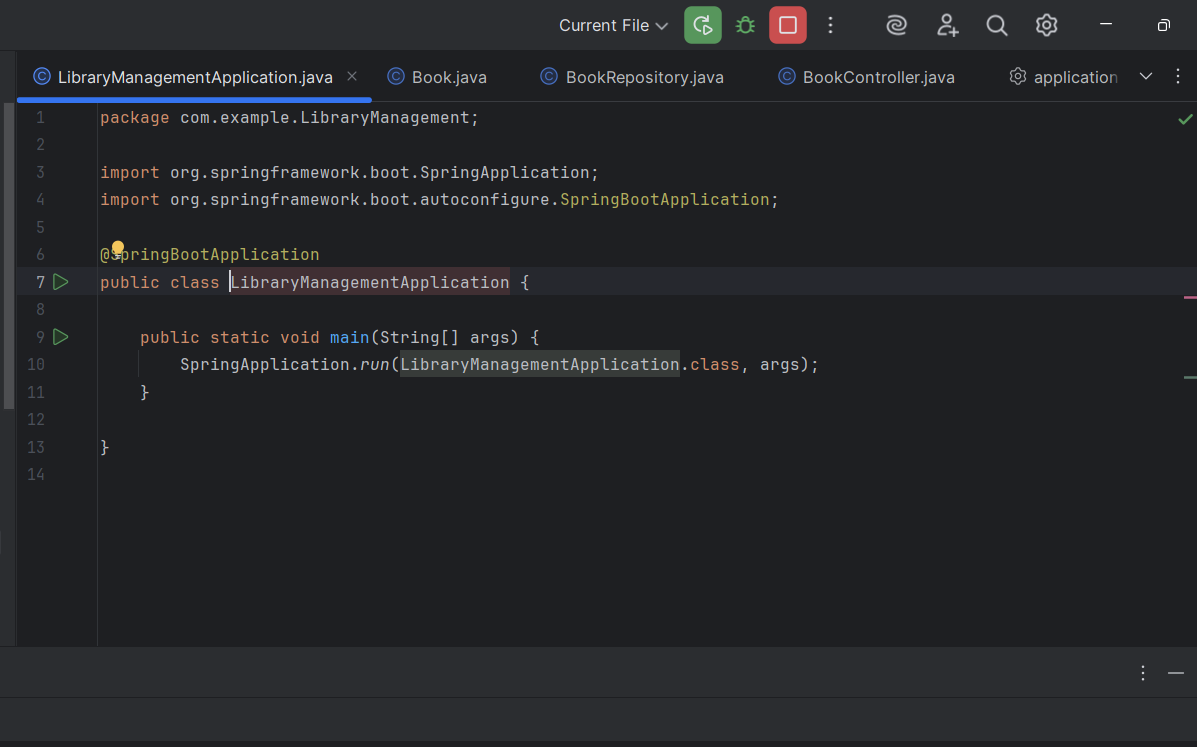 Current File
LibraryManagementApplication.java Book.java BookRepository.java BookController.java application
1 package com.example.LibraryManagement;
2
3 import org.springframework.boot.SpringApplication;
4 import org.springframework.boot.autoconfigure.SpringBootApplication;
5
6 @SpringBootApplication
7 public class LibraryManagementApplication {
8
9 public static void main(String[] args) {
10 SpringApplication.run(LibraryManagementApplication.class, args);
11 }
12
13 }
14